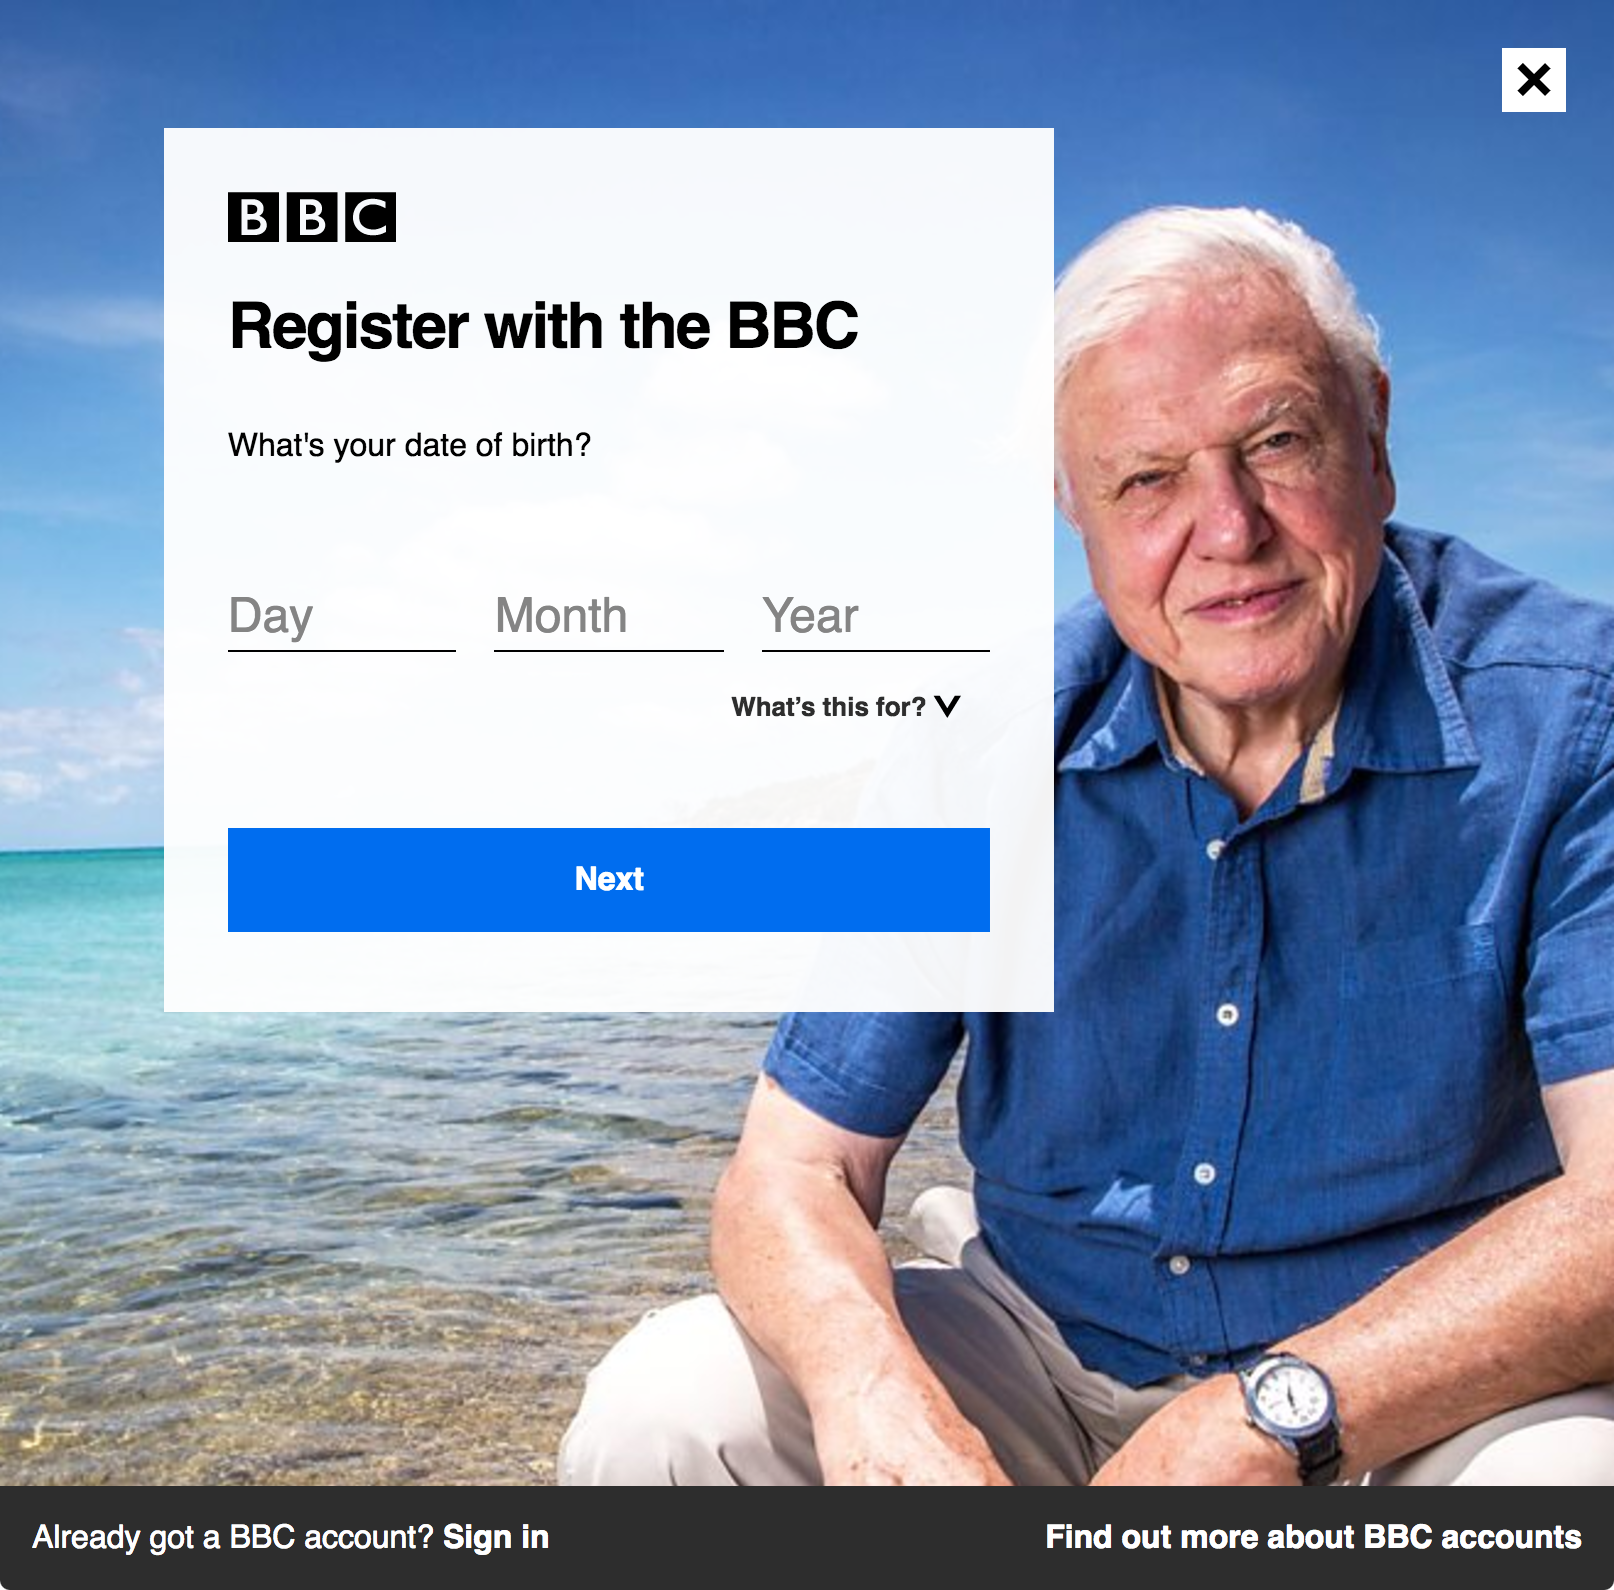 BBC
Register with the BBC
What's your date of birth?
Day Month Year
What’s this for?
Next
Already got a BBC account? Sign in
Find out more about BBC accounts